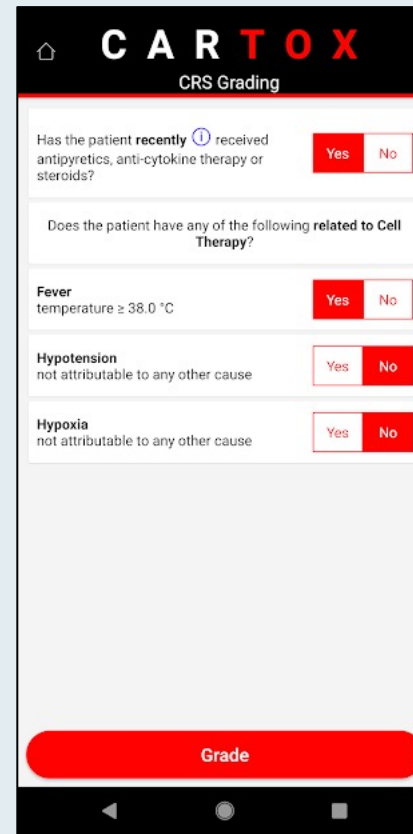 CARTOX
CRS Grading
Has the patient recently ⓘ received
antipyretics, anti-cytokine therapy or
steroids?
Yes No
Does the patient have any of the following related to Cell
Therapy?
Fever
temperature ≥ 38.0 °C
Yes No
Hypotension
not attributable to any other cause
Yes No
Hypoxia
not attributable to any other cause
Yes No
Grade